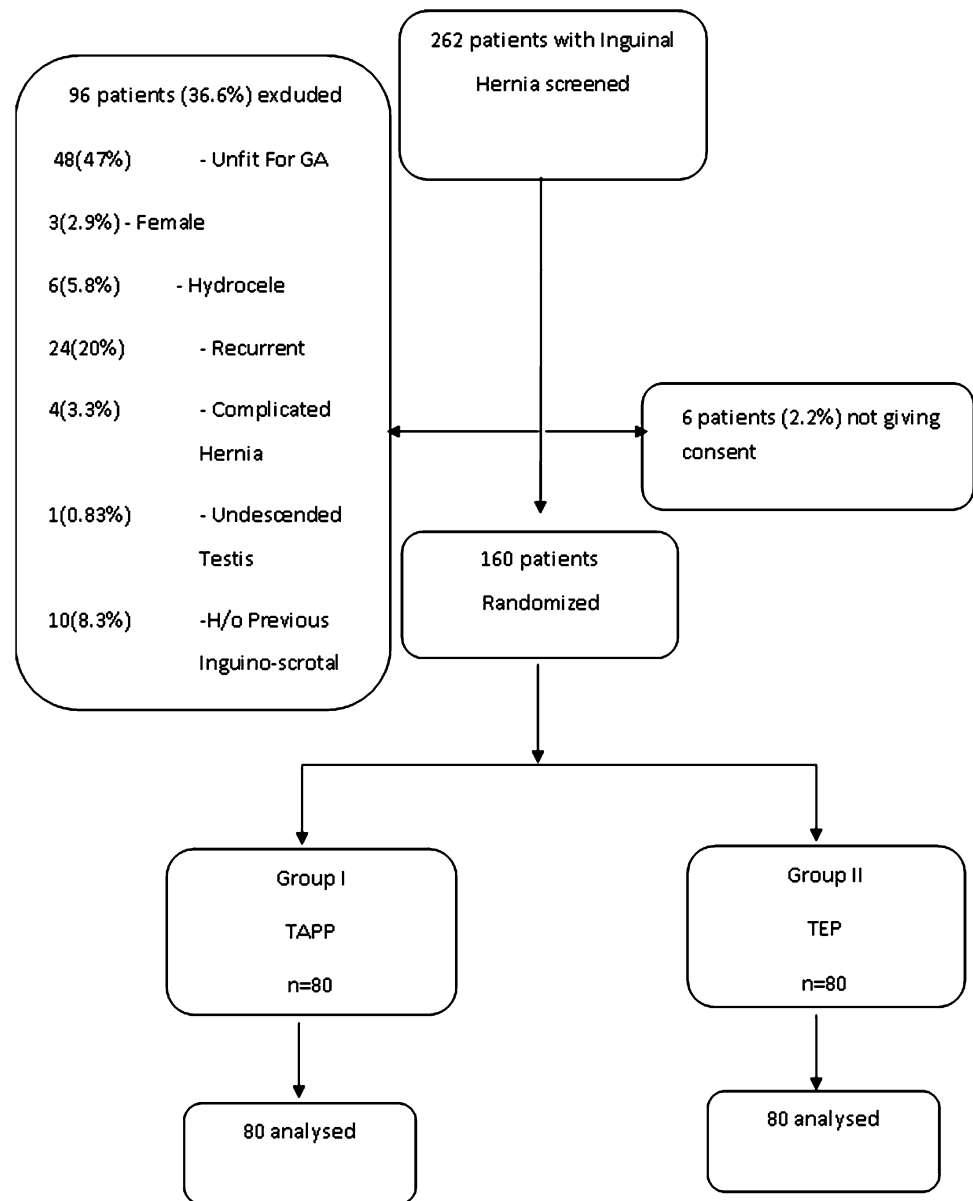 262 patients with Inguinal
Hernia screened
96 patients (36.6%) excluded
48(47%) - Unfit For GA
3(2.9%) - Female
6(5.8%) - Hydrocele
24(20%) - Recurrent
4(3.3%) - Complicated
Hernia
1(0.83%) - Undescended
Testis
10(8.3%) -H/o Previous
Inguino-scrotal
6 patients (2.2%) not giving
consent
160 patients
Randomized
Group I
TAPP
n=80
Group II
TEP
n=80
80 analysed
80 analysed